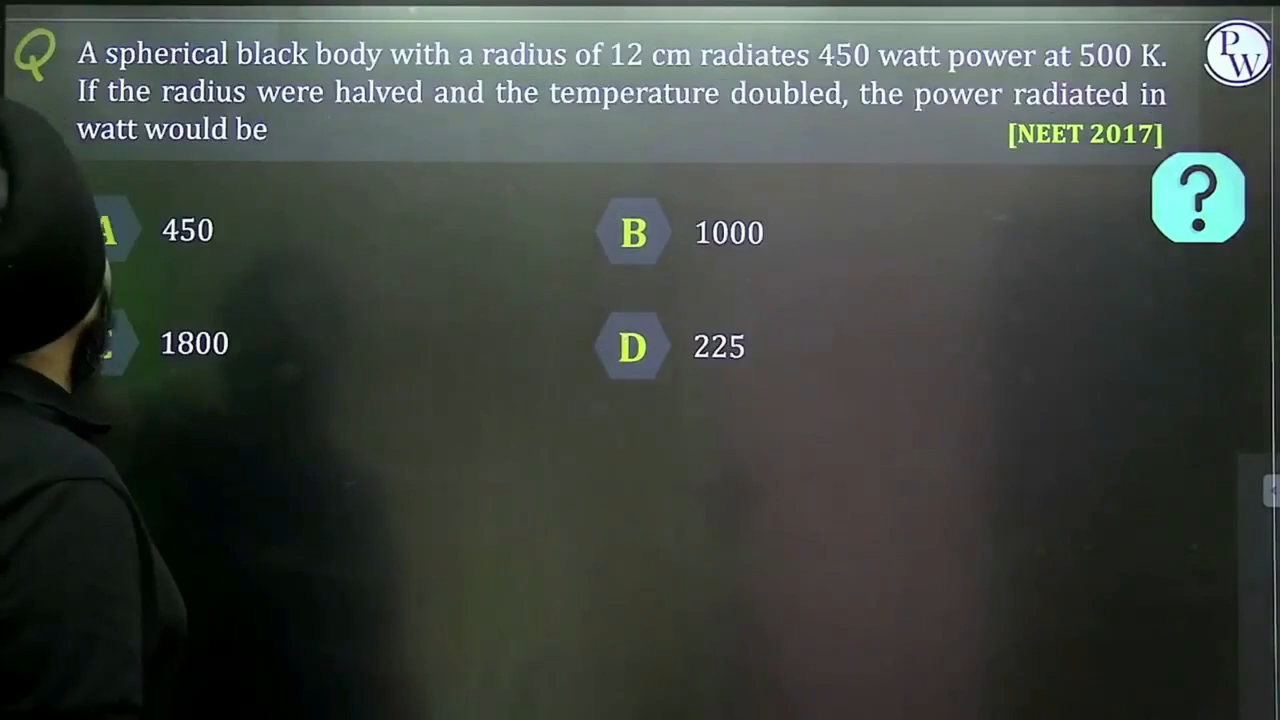 Q
A spherical black body with a radius of 12 cm radiates 450 watt power at 500 K.
If the radius were halved and the temperature doubled, the power radiated in
watt would be [NEET 2017]
A 450
B 1000
1800
D 225
?
PW